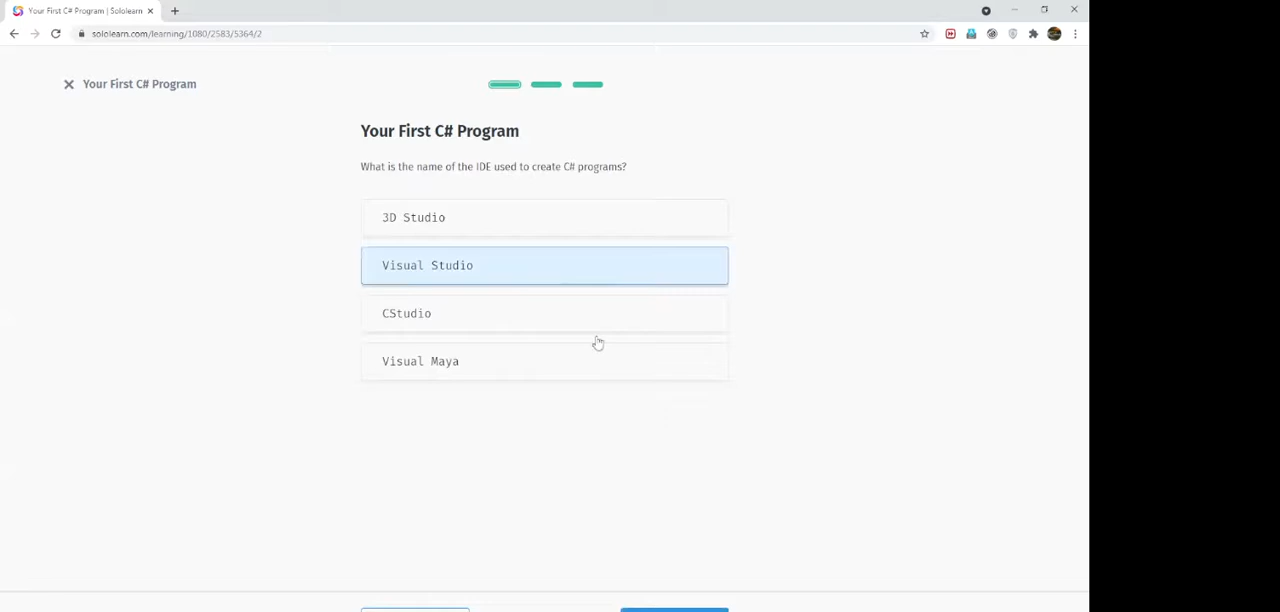 Your First C# Program | Sololearn
sololearn.com/learning/1080/2583/5364/2
Your First C# Program
Your First C# Program
What is the name of the IDE used to create C# programs?
3D Studio
Visual Studio
CStudio
Visual Maya